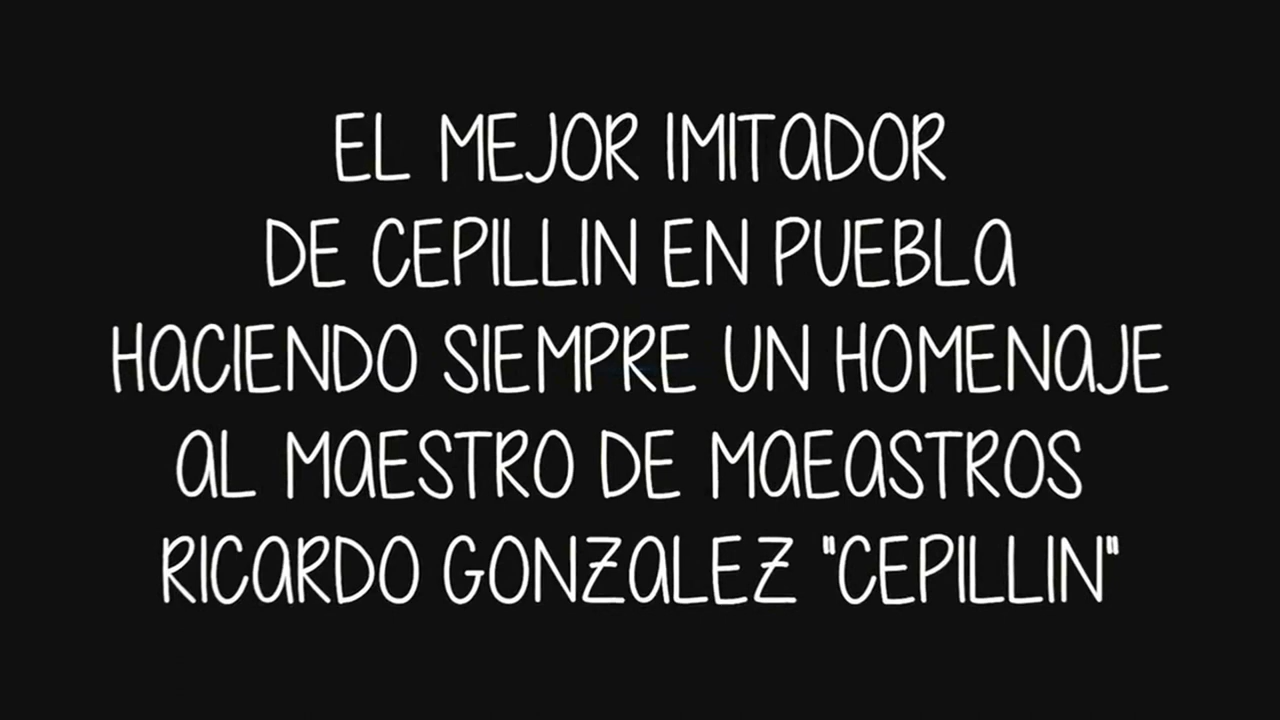 EL MEJOR IMITADOR
DE CEPILLIN EN PUEBLA
HACIENDO SIEMPRE UN HOMENAJE
AL MAESTRO DE MAEASTROS
RICARDO GONZALEZ "CEPILLIN"